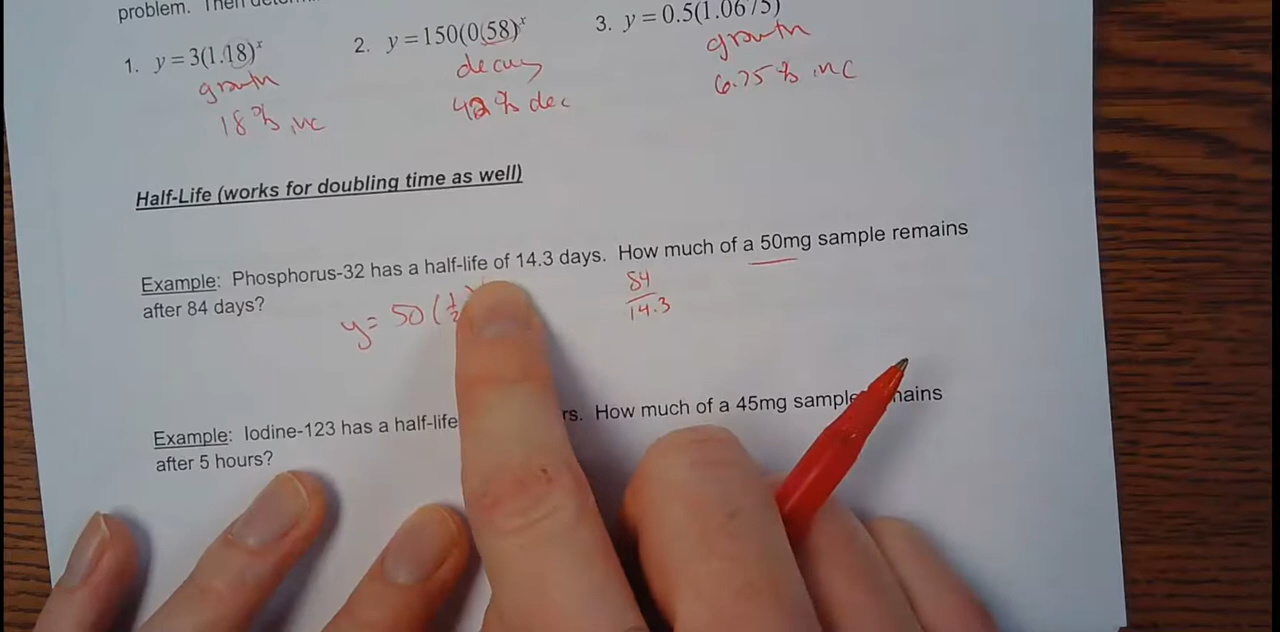 problem. Then
1. y = 3(1.18)^x
growth
18% inc
2. y = 150(0.58)^x
decay
42% dec
3. y = 0.5(1.0675)
growth
6.75% inc
Half-Life (works for doubling time as well)
Example: Phosphorus-32 has a half-life of 14.3 days. How much of a 50mg sample remains
after 84 days?
y = 50(1/2
84/14.3
Example: Iodine-123 has a half-life rs. How much of a 45mg sample
after 5 hours?